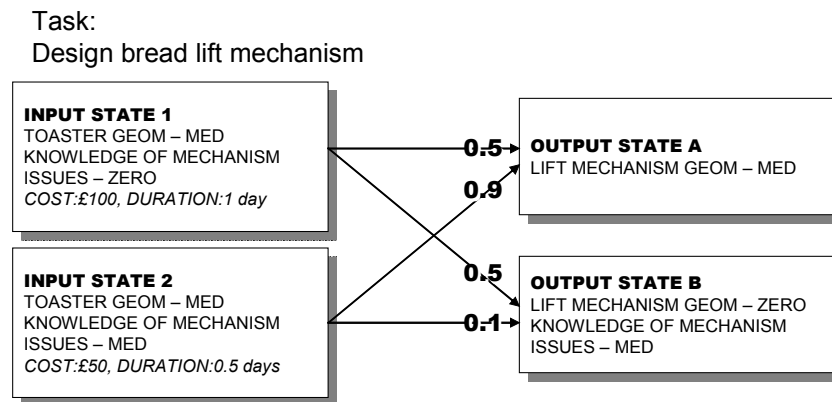 Task:
Design bread lift mechanism
INPUT STATE 1
TOASTER GEOM – MED
KNOWLEDGE OF MECHANISM
ISSUES – ZERO
COST:£100, DURATION:1 day
INPUT STATE 2
TOASTER GEOM – MED
KNOWLEDGE OF MECHANISM
ISSUES – MED
COST:£50, DURATION:0.5 days
0.5
0.9
0.5
0.1
OUTPUT STATE A
LIFT MECHANISM GEOM – MED
OUTPUT STATE B
LIFT MECHANISM GEOM – ZERO
KNOWLEDGE OF MECHANISM
ISSUES – MED